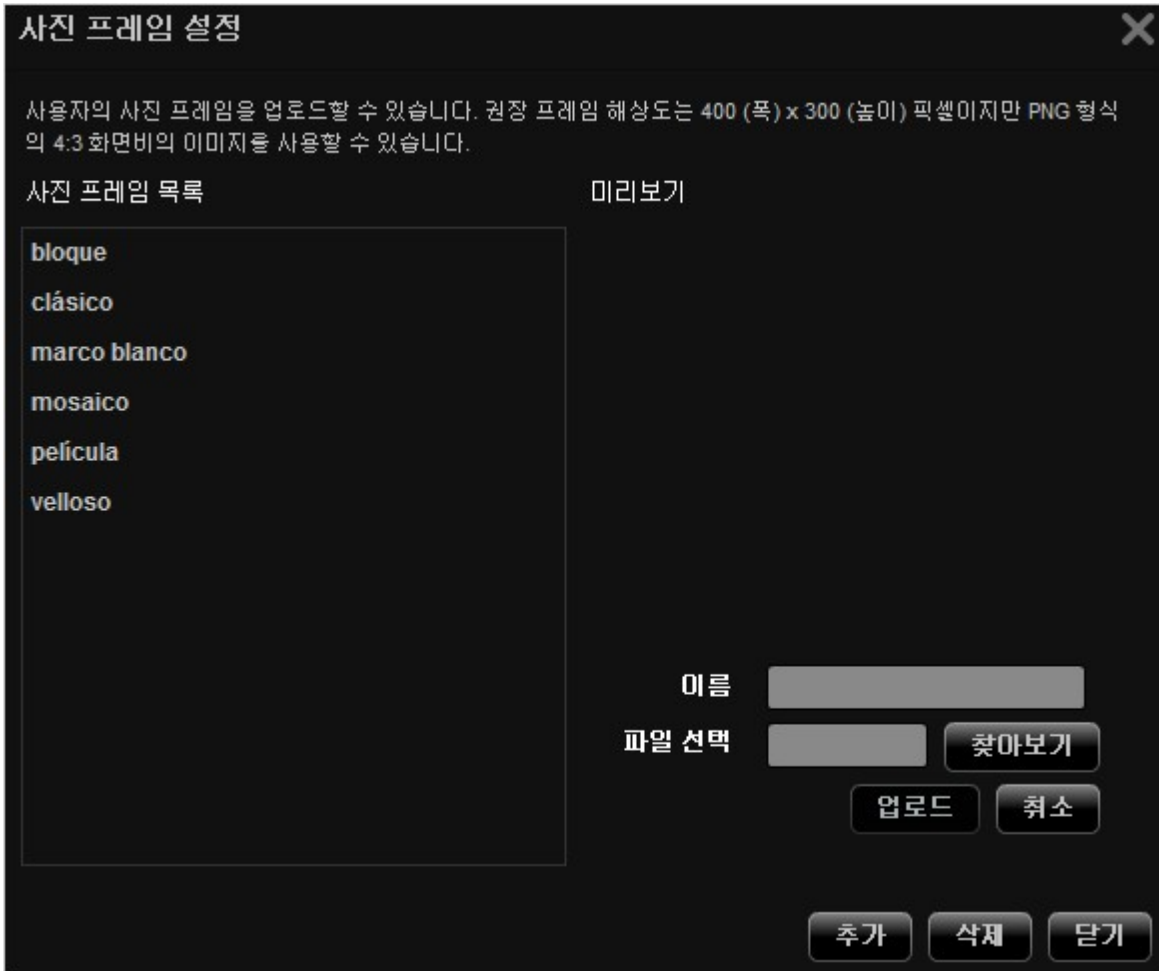 사진 프레임 설정
사용자의 사진 프레임을 업로드할 수 있습니다. 권장 프레임 해상도는 400 (폭) x 300 (높이) 픽셀이지만 PNG 형식
의 4:3 화면비의 이미지를 사용할 수 있습니다.
사진 프레임 목록
미리보기
bloque
clásico
marco blanco
mosaico
película
velloso
이름
파일 선택
찾아보기
업로드
취소
추가
삭제
닫기